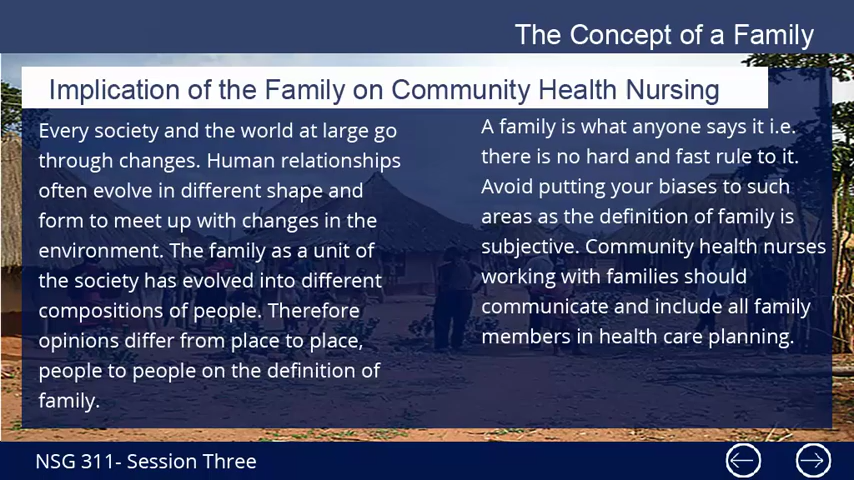 The Concept of a Family
Implication of the Family on Community Health Nursing
Every society and the world at large go
through changes. Human relationships
often evolve in different shape and
form to meet up with changes in the
environment. The family as a unit of
the society has evolved into different
compositions of people. Therefore
opinions differ from place to place,
people to people on the definition of
family.
A family is what anyone says it i.e.
there is no hard and fast rule to it.
Avoid putting your biases to such
areas as the definition of family is
subjective. Community health nurses
working with families should
communicate and include all family
members in health care planning.
NSG 311- Session Three